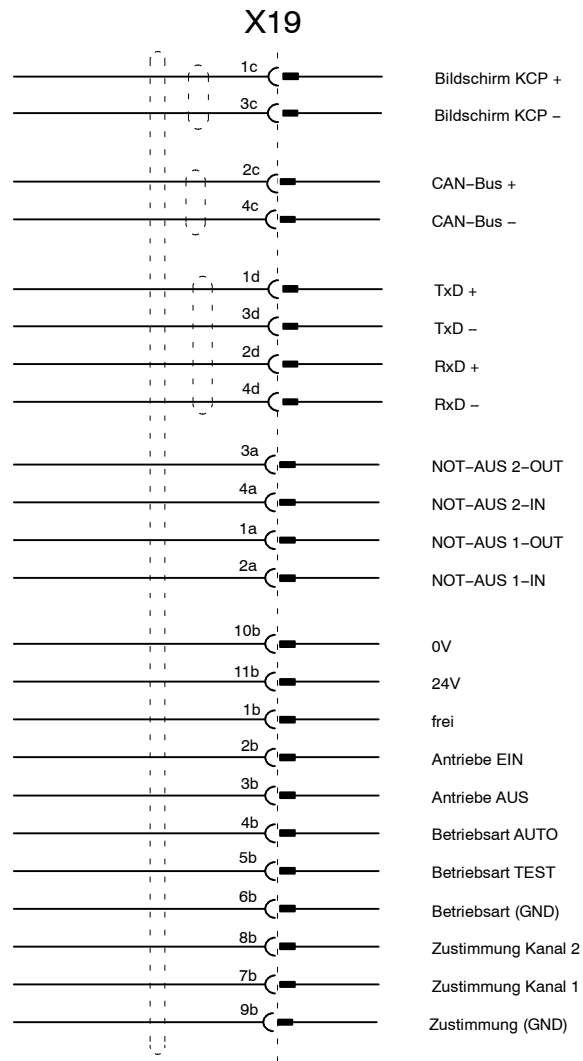 X19
1c Bildschirm KCP +
3c Bildschirm KCP −
2c CAN−Bus +
4c CAN−Bus −
1d TxD +
3d TxD −
2d RxD +
4d RxD −
3a NOT−AUS 2−OUT
4a NOT−AUS 2−IN
1a NOT−AUS 1−OUT
2a NOT−AUS 1−IN
10b 0V
11b 24V
1b frei
2b Antriebe EIN
3b Antriebe AUS
4b Betriebsart AUTO
5b Betriebsart TEST
6b Betriebsart (GND)
8b Zustimmung Kanal 2
7b Zustimmung Kanal 1
9b Zustimmung (GND)